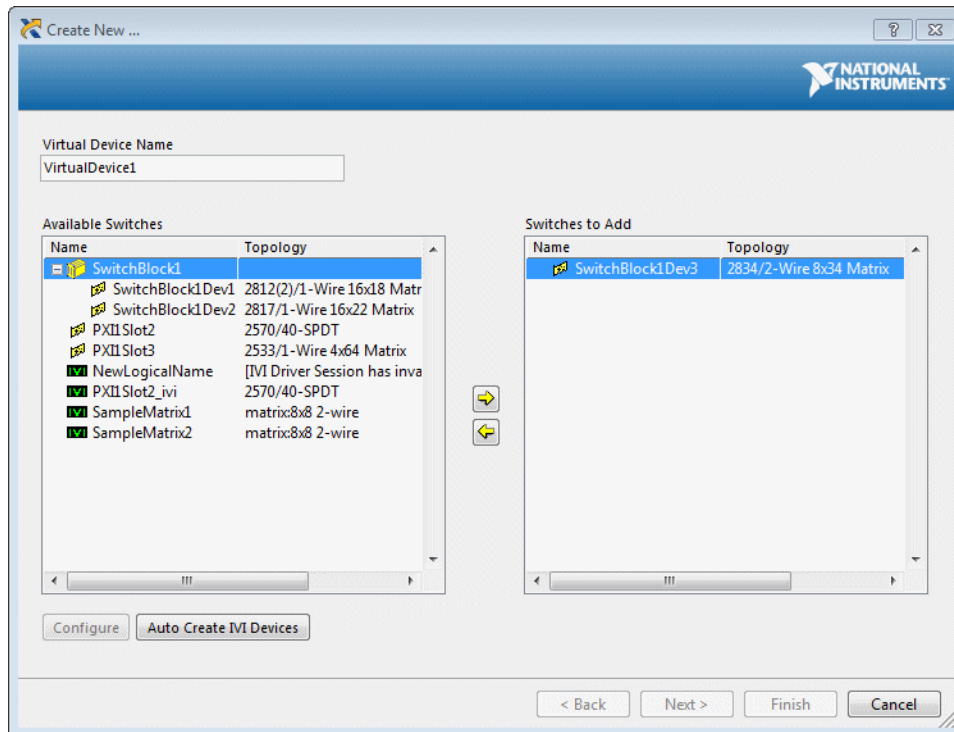 Create New ...
NATIONAL
INSTRUMENTS
Virtual Device Name
VirtualDevice1
Available Switches
Name Topology
SwitchBlock1
SwitchBlock1Dev1 2812(2)/1-Wire 16x18 Matr
SwitchBlock1Dev2 2817/1-Wire 16x22 Matrix
PXI1Slot2 2570/40-SPDT
PXI1Slot3 2533/1-Wire 4x64 Matrix
IVI NewLogicalName [IVI Driver Session has inva
IVI PXI1Slot2_ivi 2570/40-SPDT
IVI SampleMatrix1 matrix:8x8 2-wire
IVI SampleMatrix2 matrix:8x8 2-wire
Switches to Add
Name Topology
SwitchBlock1Dev3 2834/2-Wire 8x34 Matrix
Configure Auto Create IVI Devices
< Back Next > Finish Cancel